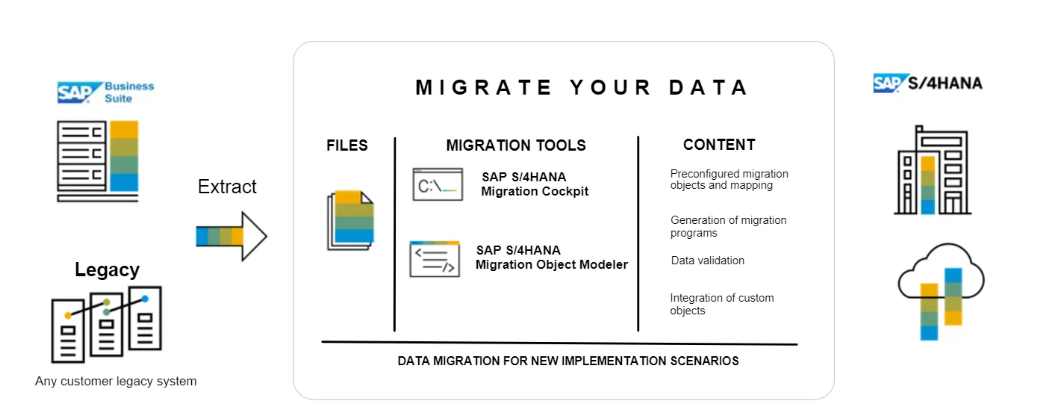 SAP Business
Suite
Extract
Legacy
Any customer legacy system
MIGRATE YOUR DATA
FILES
MIGRATION TOOLS
C:\_
SAP S/4HANA
Migration Cockpit
</>
SAP S/4HANA
Migration Object Modeler
CONTENT
Preconfigured migration
objects and mapping
Generation of migration
programs
Data validation
Integration of custom
objects
DATA MIGRATION FOR NEW IMPLEMENTATION SCENARIOS
SAP S/4HANA